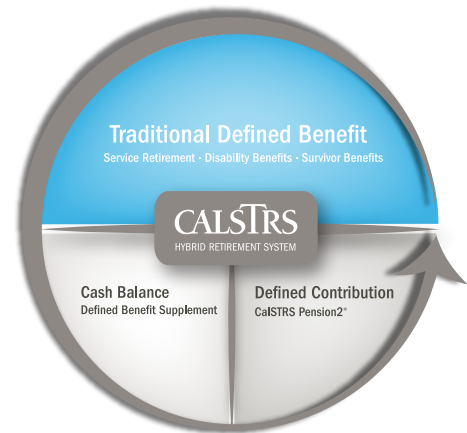 Traditional Defined Benefit
Service Retirement · Disability Benefits · Survivor Benefits
CALSTRS
HYBRID RETIREMENT SYSTEM
Cash Balance
Defined Benefit Supplement
Defined Contribution
CalSTRS Pension2®